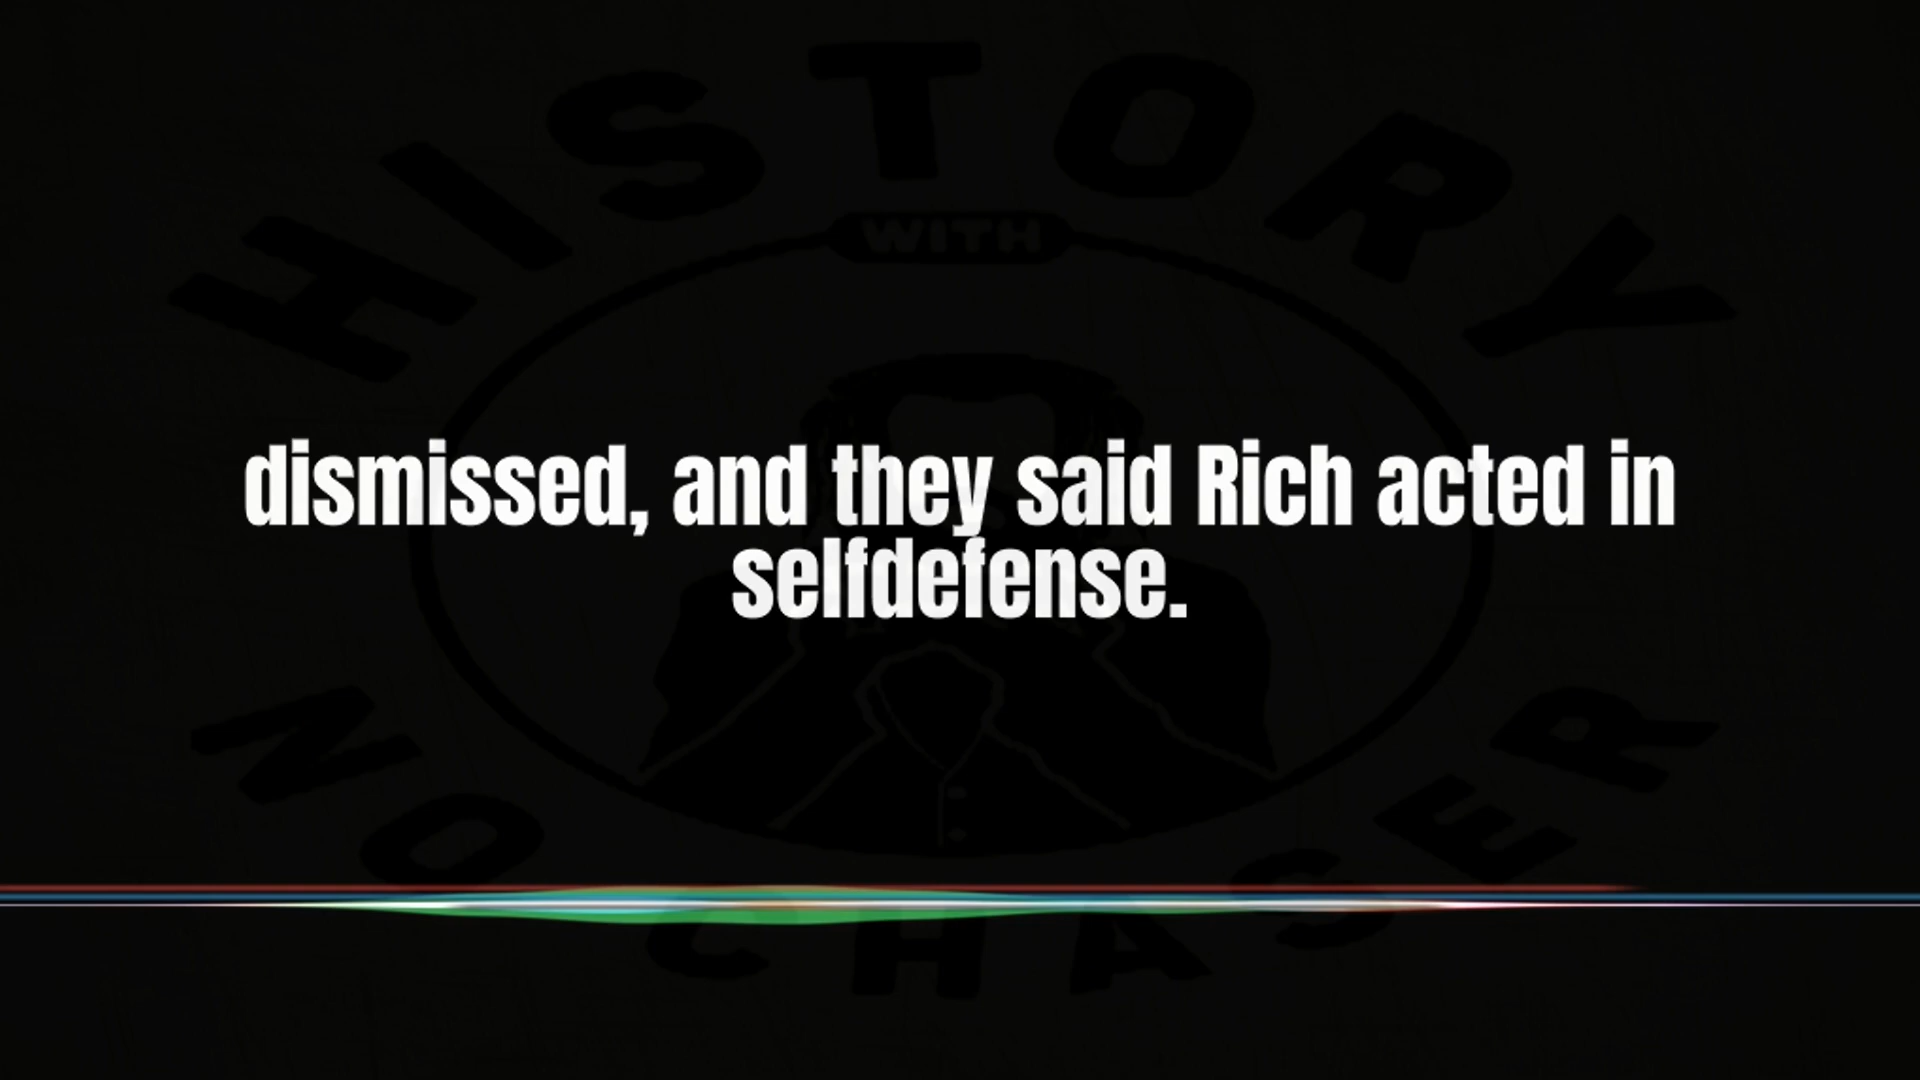 HISTORY
WITH
dismissed, and they said Rich acted in
selfdefense.
NO CHASER